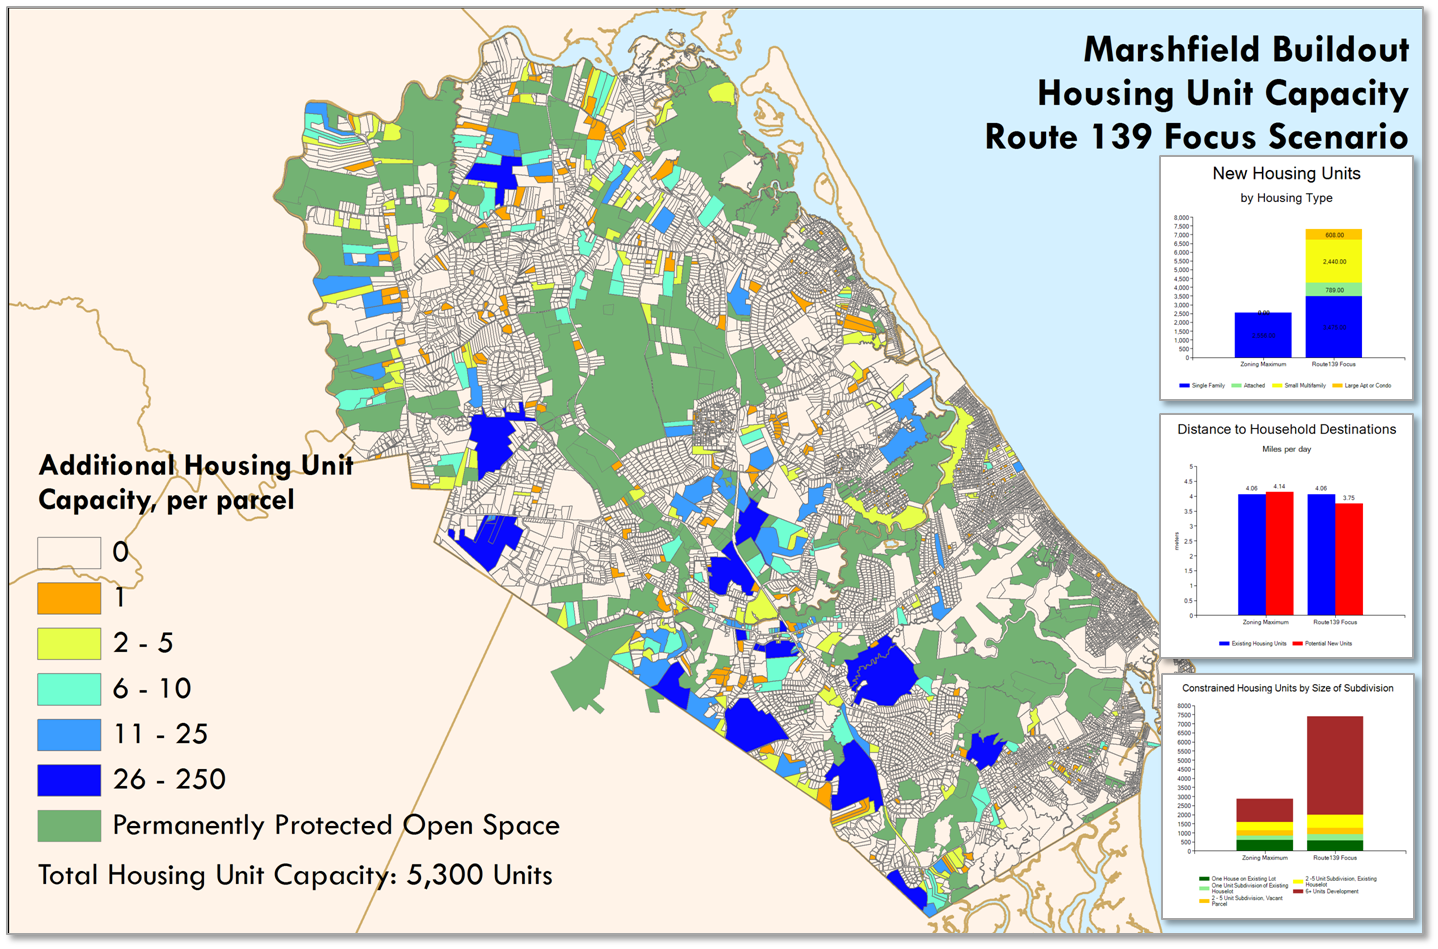 Marshfield Buildout
Housing Unit Capacity
Route 139 Focus Scenario
Additional Housing Unit
Capacity, per parcel
0
1
2 - 5
6 - 10
11 - 25
26 - 250
Permanently Protected Open Space
Total Housing Unit Capacity: 5,300 Units
New Housing Units
by Housing Type
8,000
7,500
7,000
6,500
6,000
5,500
5,000
4,500
4,000
3,500
3,000
2,500
2,000
1,500
1,000
500
0
0.00
608.00
2,440.00
789.00
Zoning Maximum
Route139 Focus
Single Family
Attached
Small Multifamily
Large Apt or Condo
Distance to Household Destinations
Miles per day
5
4.5
4
3.5
3
2.5
2
1.5
1
0.5
0
meters
4.06
4.14
4.06
3.75
Zoning Maximum
Route139 Focus
Existing Housing Units
Potential New Units
Constrained Housing Units by Size of Subdivision
8000
7500
7000
6500
6000
5500
5000
4500
4000
3500
3000
2500
2000
1500
1000
500
0
Zoning Maximum
Route139 Focus
One House on Existing Lot
One Unit Subdivision of Existing
Houselot
2 - 5 Unit Subdivision, Vacant
Parcel
2 -5 Unit Subdivision, Existing
Houselot
6+ Units Development